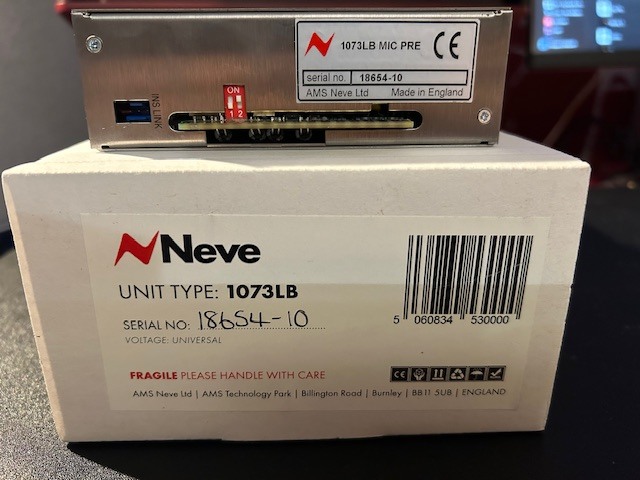 1073LB MIC PRE CE
serial no. 18654-10
AMS Neve Ltd Made in England
INS LINK
ON
1 2
Neve
UNIT TYPE: 1073LB
SERIAL NO: 18654-10
VOLTAGE: UNIVERSAL
5 060834 530000
FRAGILE PLEASE HANDLE WITH CARE
CE
AMS Neve Ltd | AMS Technology Park | Billington Road | Burnley | BB11 5UB | ENGLAND